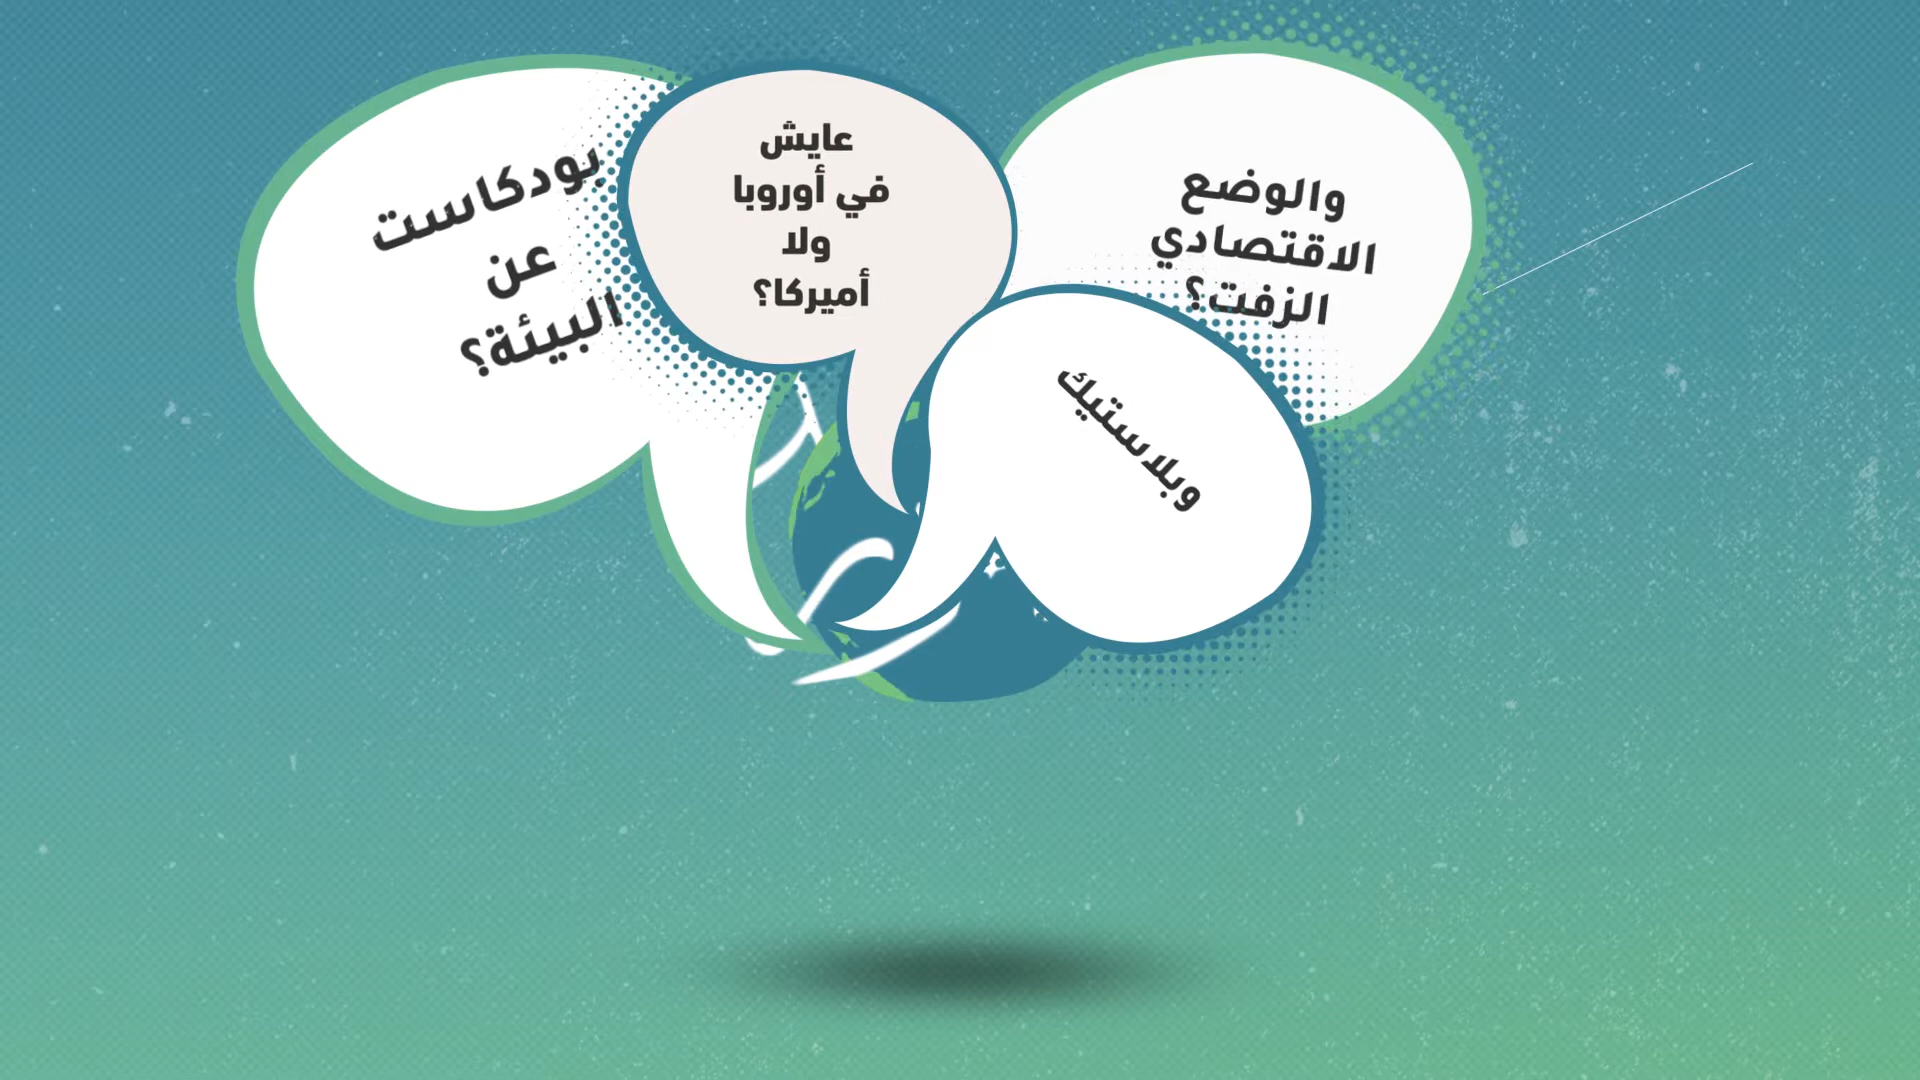 بودكاست
عن
البيئة؟
عايش
في أوروبا
ولا
أميركا؟
والوضع
الاقتصادي
الزفت؟
وبلاستيك